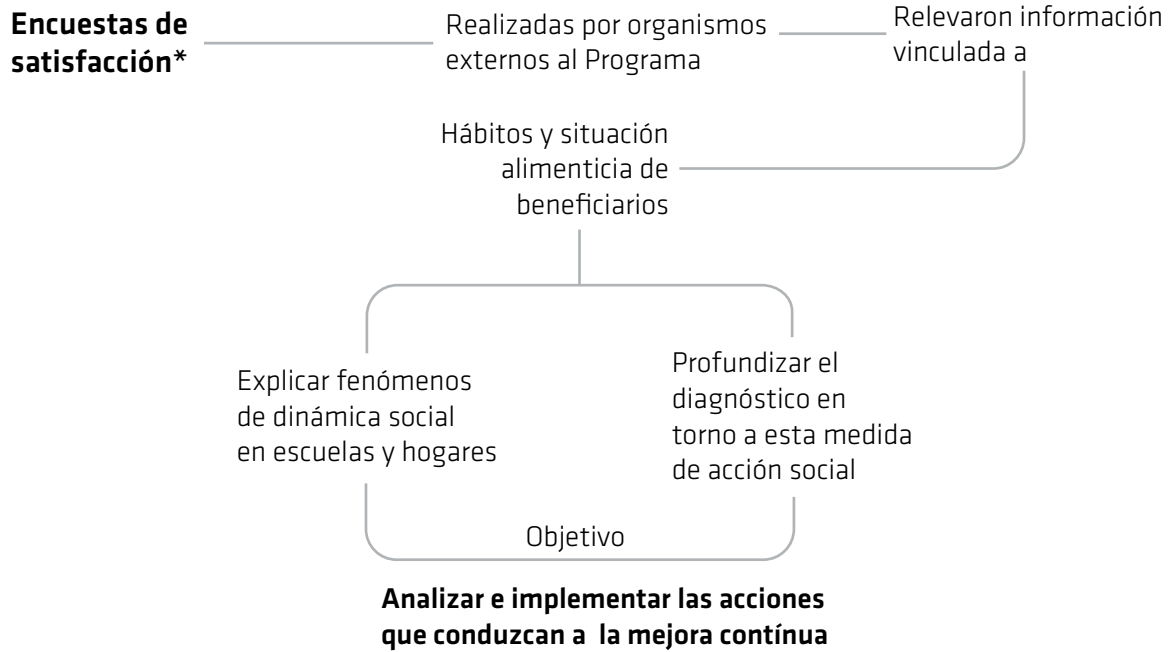 Encuestas de
satisfacción*
Realizadas por organismos
externos al Programa
Relevaron información
vinculada a
Hábitos y situación
alimenticia de
beneficiarios
Explicar fenómenos
de dinámica social
en escuelas y hogares
Profundizar el
diagnóstico en
torno a esta medida
de acción social
Objetivo
Analizar e implementar las acciones
que conduzcan a  la mejora contínua